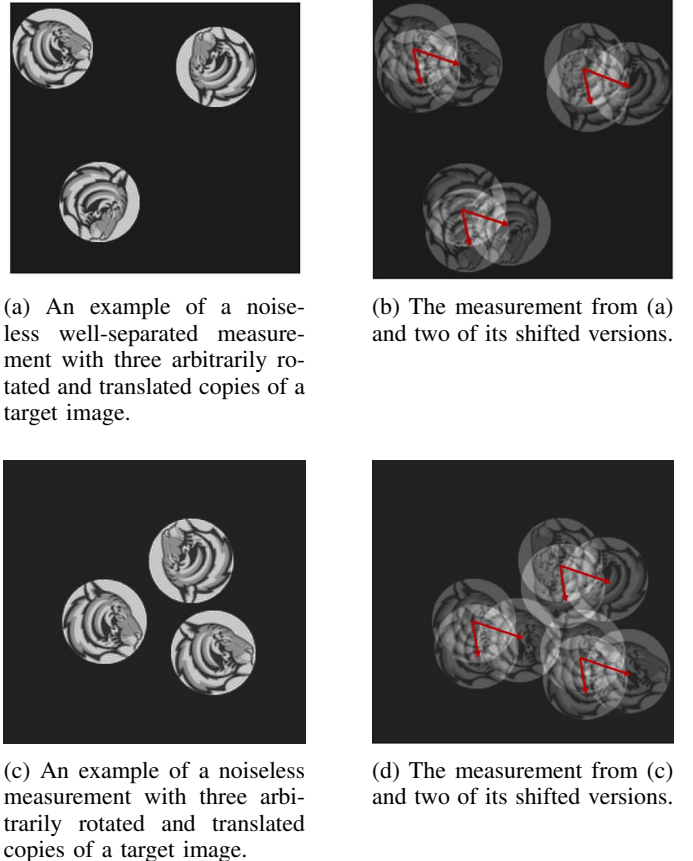 (a) An example of a noise-
less well-separated measure-
ment with three arbitrarily ro-
tated and translated copies of a
target image.
(b) The measurement from (a)
and two of its shifted versions.
(c) An example of a noiseless
measurement with three arbi-
trarily rotated and translated
copies of a target image.
(d) The measurement from (c)
and two of its shifted versions.